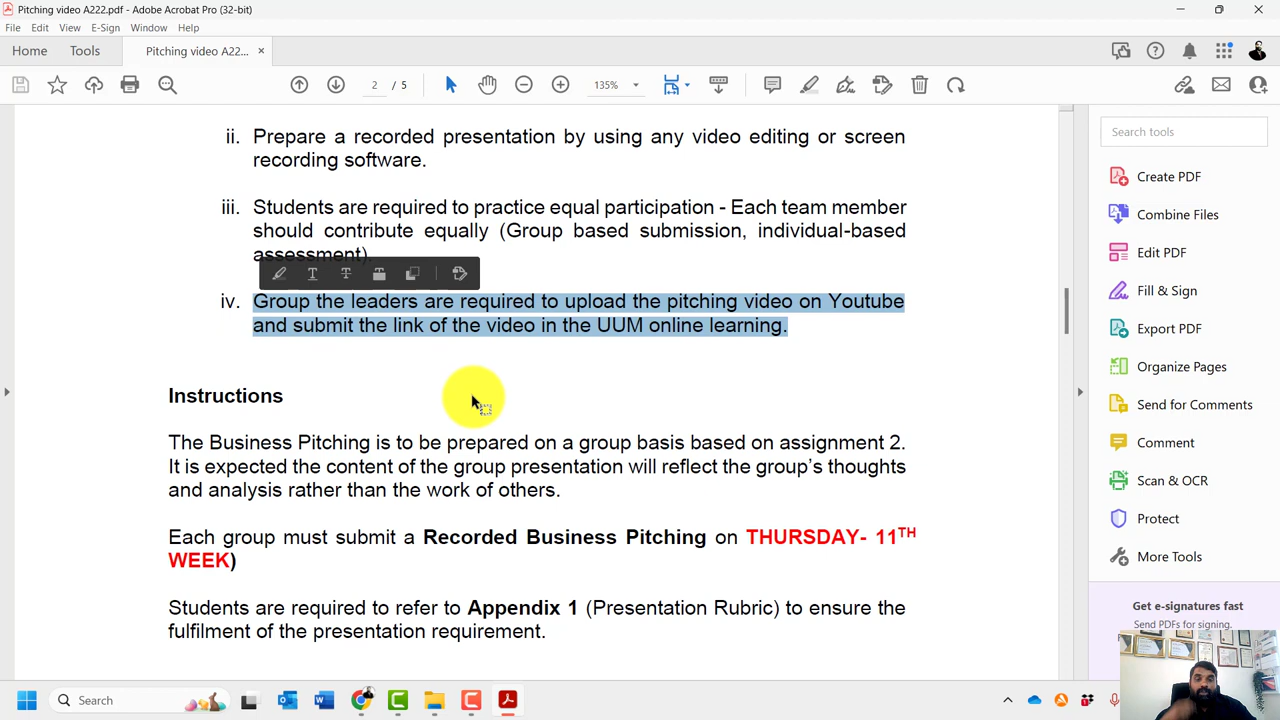 Pitching video A222.pdf - Adobe Acrobat Pro (32-bit)
File Edit View E-Sign Window Help
Home Tools Pitching video A22... ×
2 / 5 135%
ii. Prepare a recorded presentation by using any video editing or screen
recording software.
iii. Students are required to practice equal participation - Each team member
should contribute equally (Group based submission, individual-based
assessment).
iv. Group the leaders are required to upload the pitching video on Youtube
and submit the link of the video in the UUM online learning.
Instructions
The Business Pitching is to be prepared on a group basis based on assignment 2.
It is expected the content of the group presentation will reflect the group's thoughts
and analysis rather than the work of others.
Each group must submit a Recorded Business Pitching on THURSDAY- 11TH
WEEK)
Students are required to refer to Appendix 1 (Presentation Rubric) to ensure the
fulfilment of the presentation requirement.
Search tools
Create PDF
Combine Files
Edit PDF
Fill & Sign
Export PDF
Organize Pages
Send for Comments
Comment
Scan & OCR
Protect
More Tools
Get e-signatures fast
Send PDFs for signing.
Search